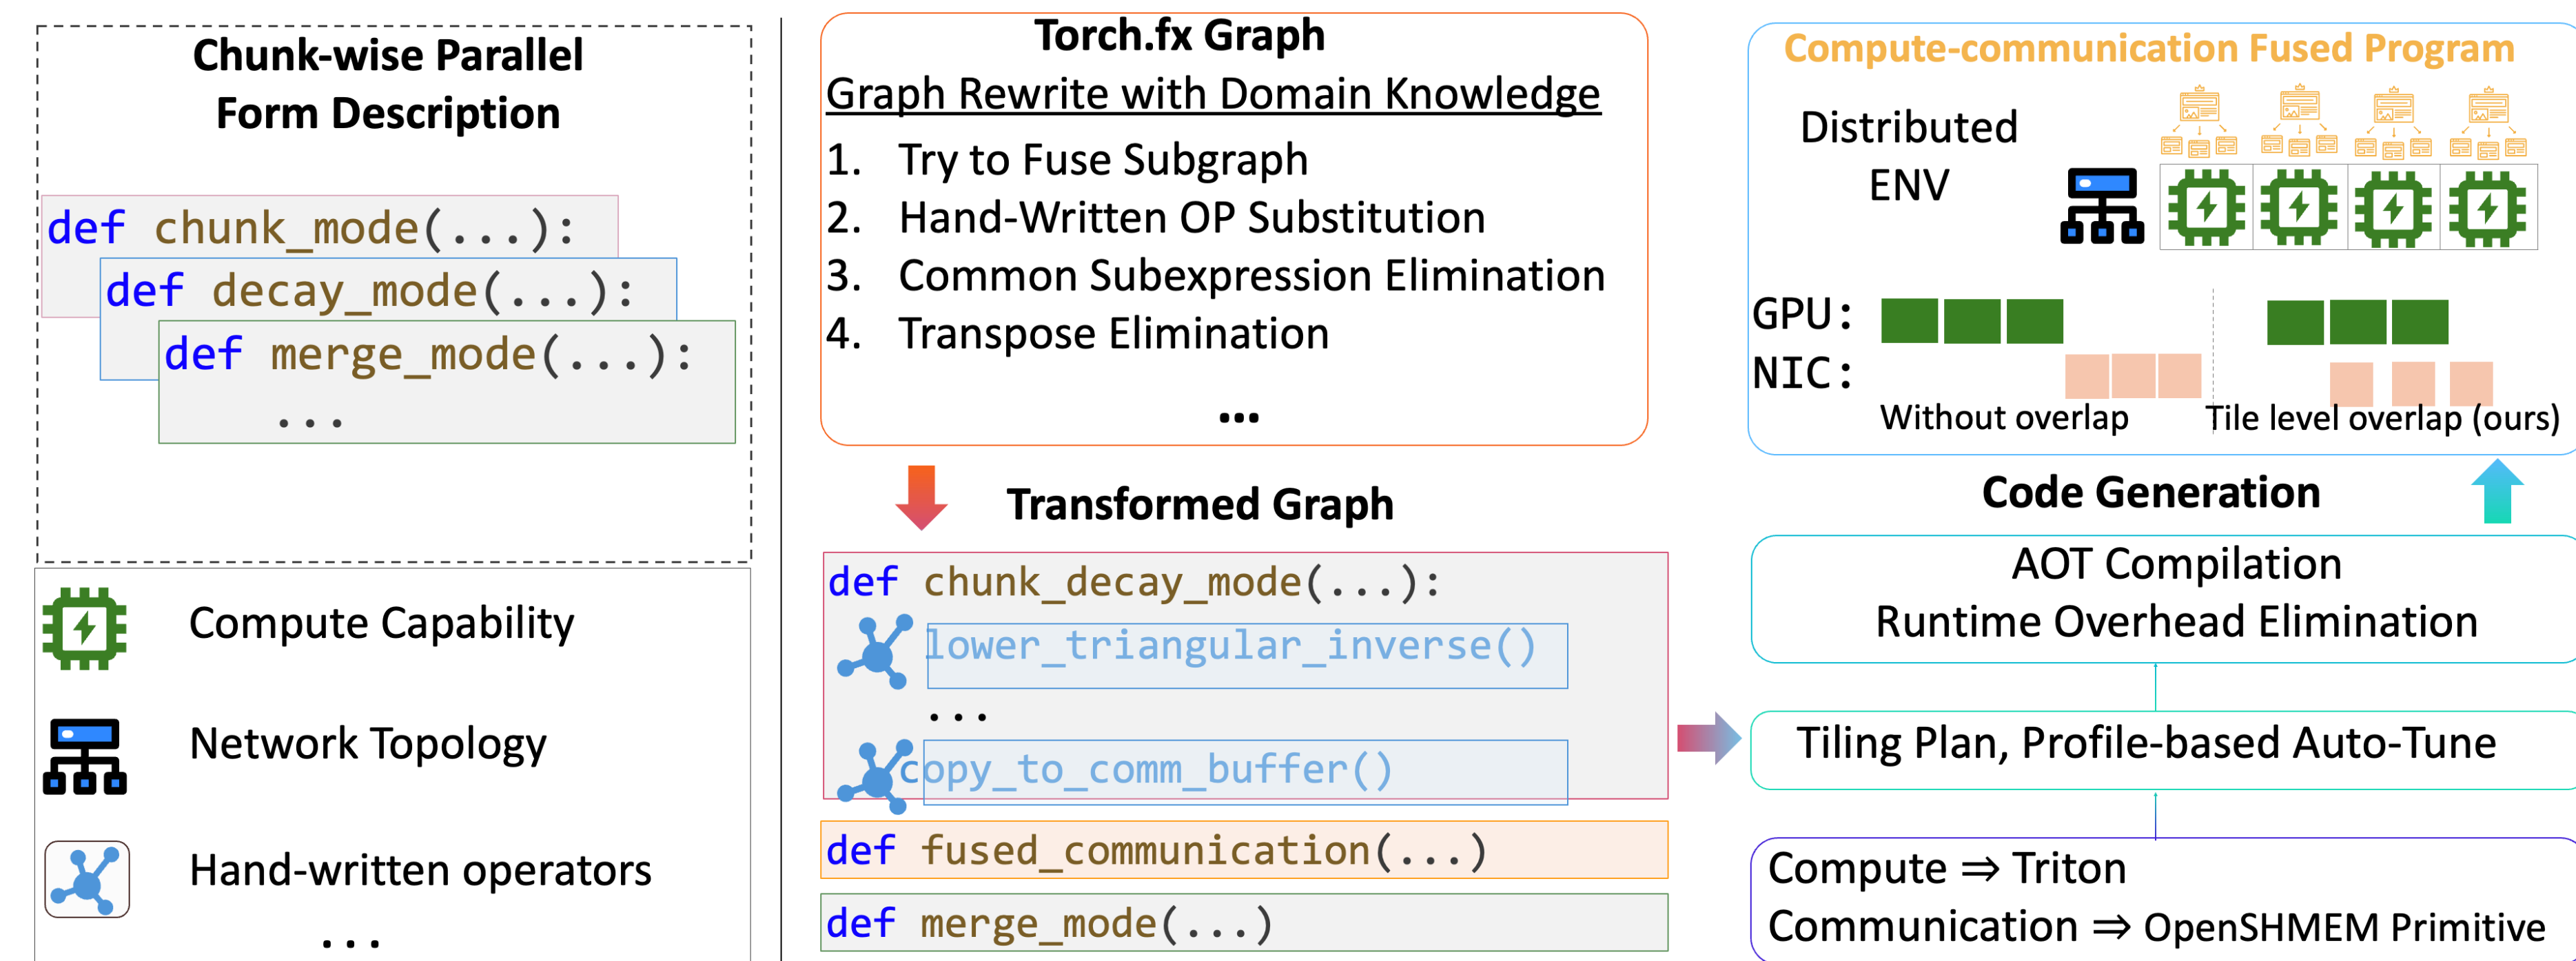 Chunk-wise Parallel
Form Description
def chunk_mode(...):
def decay_mode(...):
def merge_mode(...):
...
Compute Capability
Network Topology
Hand-written operators
...
Torch.fx Graph
Graph Rewrite with Domain Knowledge
1. Try to Fuse Subgraph
2. Hand-Written OP Substitution
3. Common Subexpression Elimination
4. Transpose Elimination
...
Transformed Graph
def chunk_decay_mode(...):
lower_triangular_inverse()
...
copy_to_comm_buffer()
def fused_communication(...)
def merge_mode(...)
Compute-communication Fused Program
Distributed
ENV
GPU:
NIC:
Without overlap
Tile level overlap (ours)
Code Generation
AOT Compilation
Runtime Overhead Elimination
Tiling Plan, Profile-based Auto-Tune
Compute ⇒ Triton
Communication ⇒ OpenSHMEM Primitive